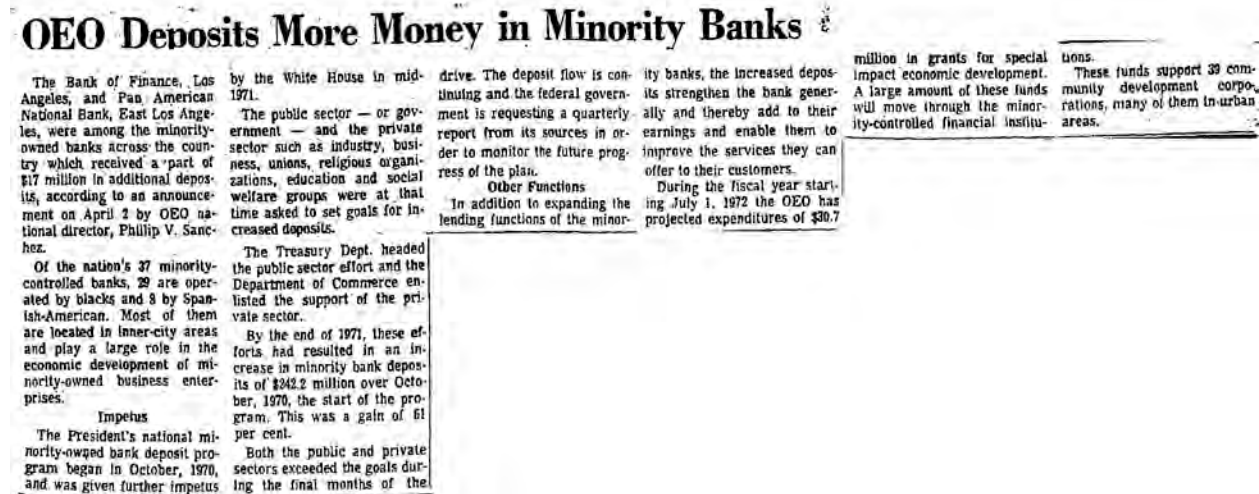 OEO Deposits More Money in Minority Banks
The Bank of Finance, Los
Angeles, and Pan American
National Bank, East Los Ange-
les, were among the minority-
owned banks across the coun-
try which received a part of
$17 million in additional depos-
its, according to an announce-
ment on April 2 by OEO na-
tional director, Phillip V. Sanc-
hez.
Of the nation's 37 minority-
controlled banks, 29 are oper-
ated by blacks and 8 by Span-
ish-American. Most of them
are located in inner-city areas
and play a large role in the
economic development of mi-
nority-owned business enter-
prises.
Impetus
The President's national mi-
nority-owned bank deposit pro-
gram began in October, 1970,
and was given further impetus
by the White House in mid-
1971.
The public sector — or gov-
ernment — and the private
sector such as industry, busi-
ness, unions, religious organi-
zations, education and social
welfare groups were at that
time asked to set goals for in-
creased deposits.
The Treasury Dept. headed
the public sector effort and the
Department of Commerce en-
listed the support of the pri-
vate sector.
By the end of 1971, these ef-
forts had resulted in an in-
crease in minority bank depos-
its of $242.2 million over Octo-
ber, 1970, the start of the pro-
gram. This was a gain of 61
per cent.
Both the public and private
sectors exceeded the goals dur-
ing the final months of the
drive. The deposit flow is con-
tinuing and the federal govern-
ment is requesting a quarterly
report from its sources in or-
der to monitor the future prog-
ress of the plan.
Other Functions
In addition to expanding the
lending functions of the minor-
ity banks, the increased depos-
its strengthen the bank gener-
ally and thereby add to their
earnings and enable them to
improve the services they can
offer to their customers.
During the fiscal year start-
ing July 1, 1972 the OEO has
projected expenditures of $30.7
million in grants for special
impact economic development.
A large amount of these funds
will move through the minor-
ity-controlled financial institu-
tions.
These funds support 39 com-
munity development corpo-
rations, many of them in urban
areas.